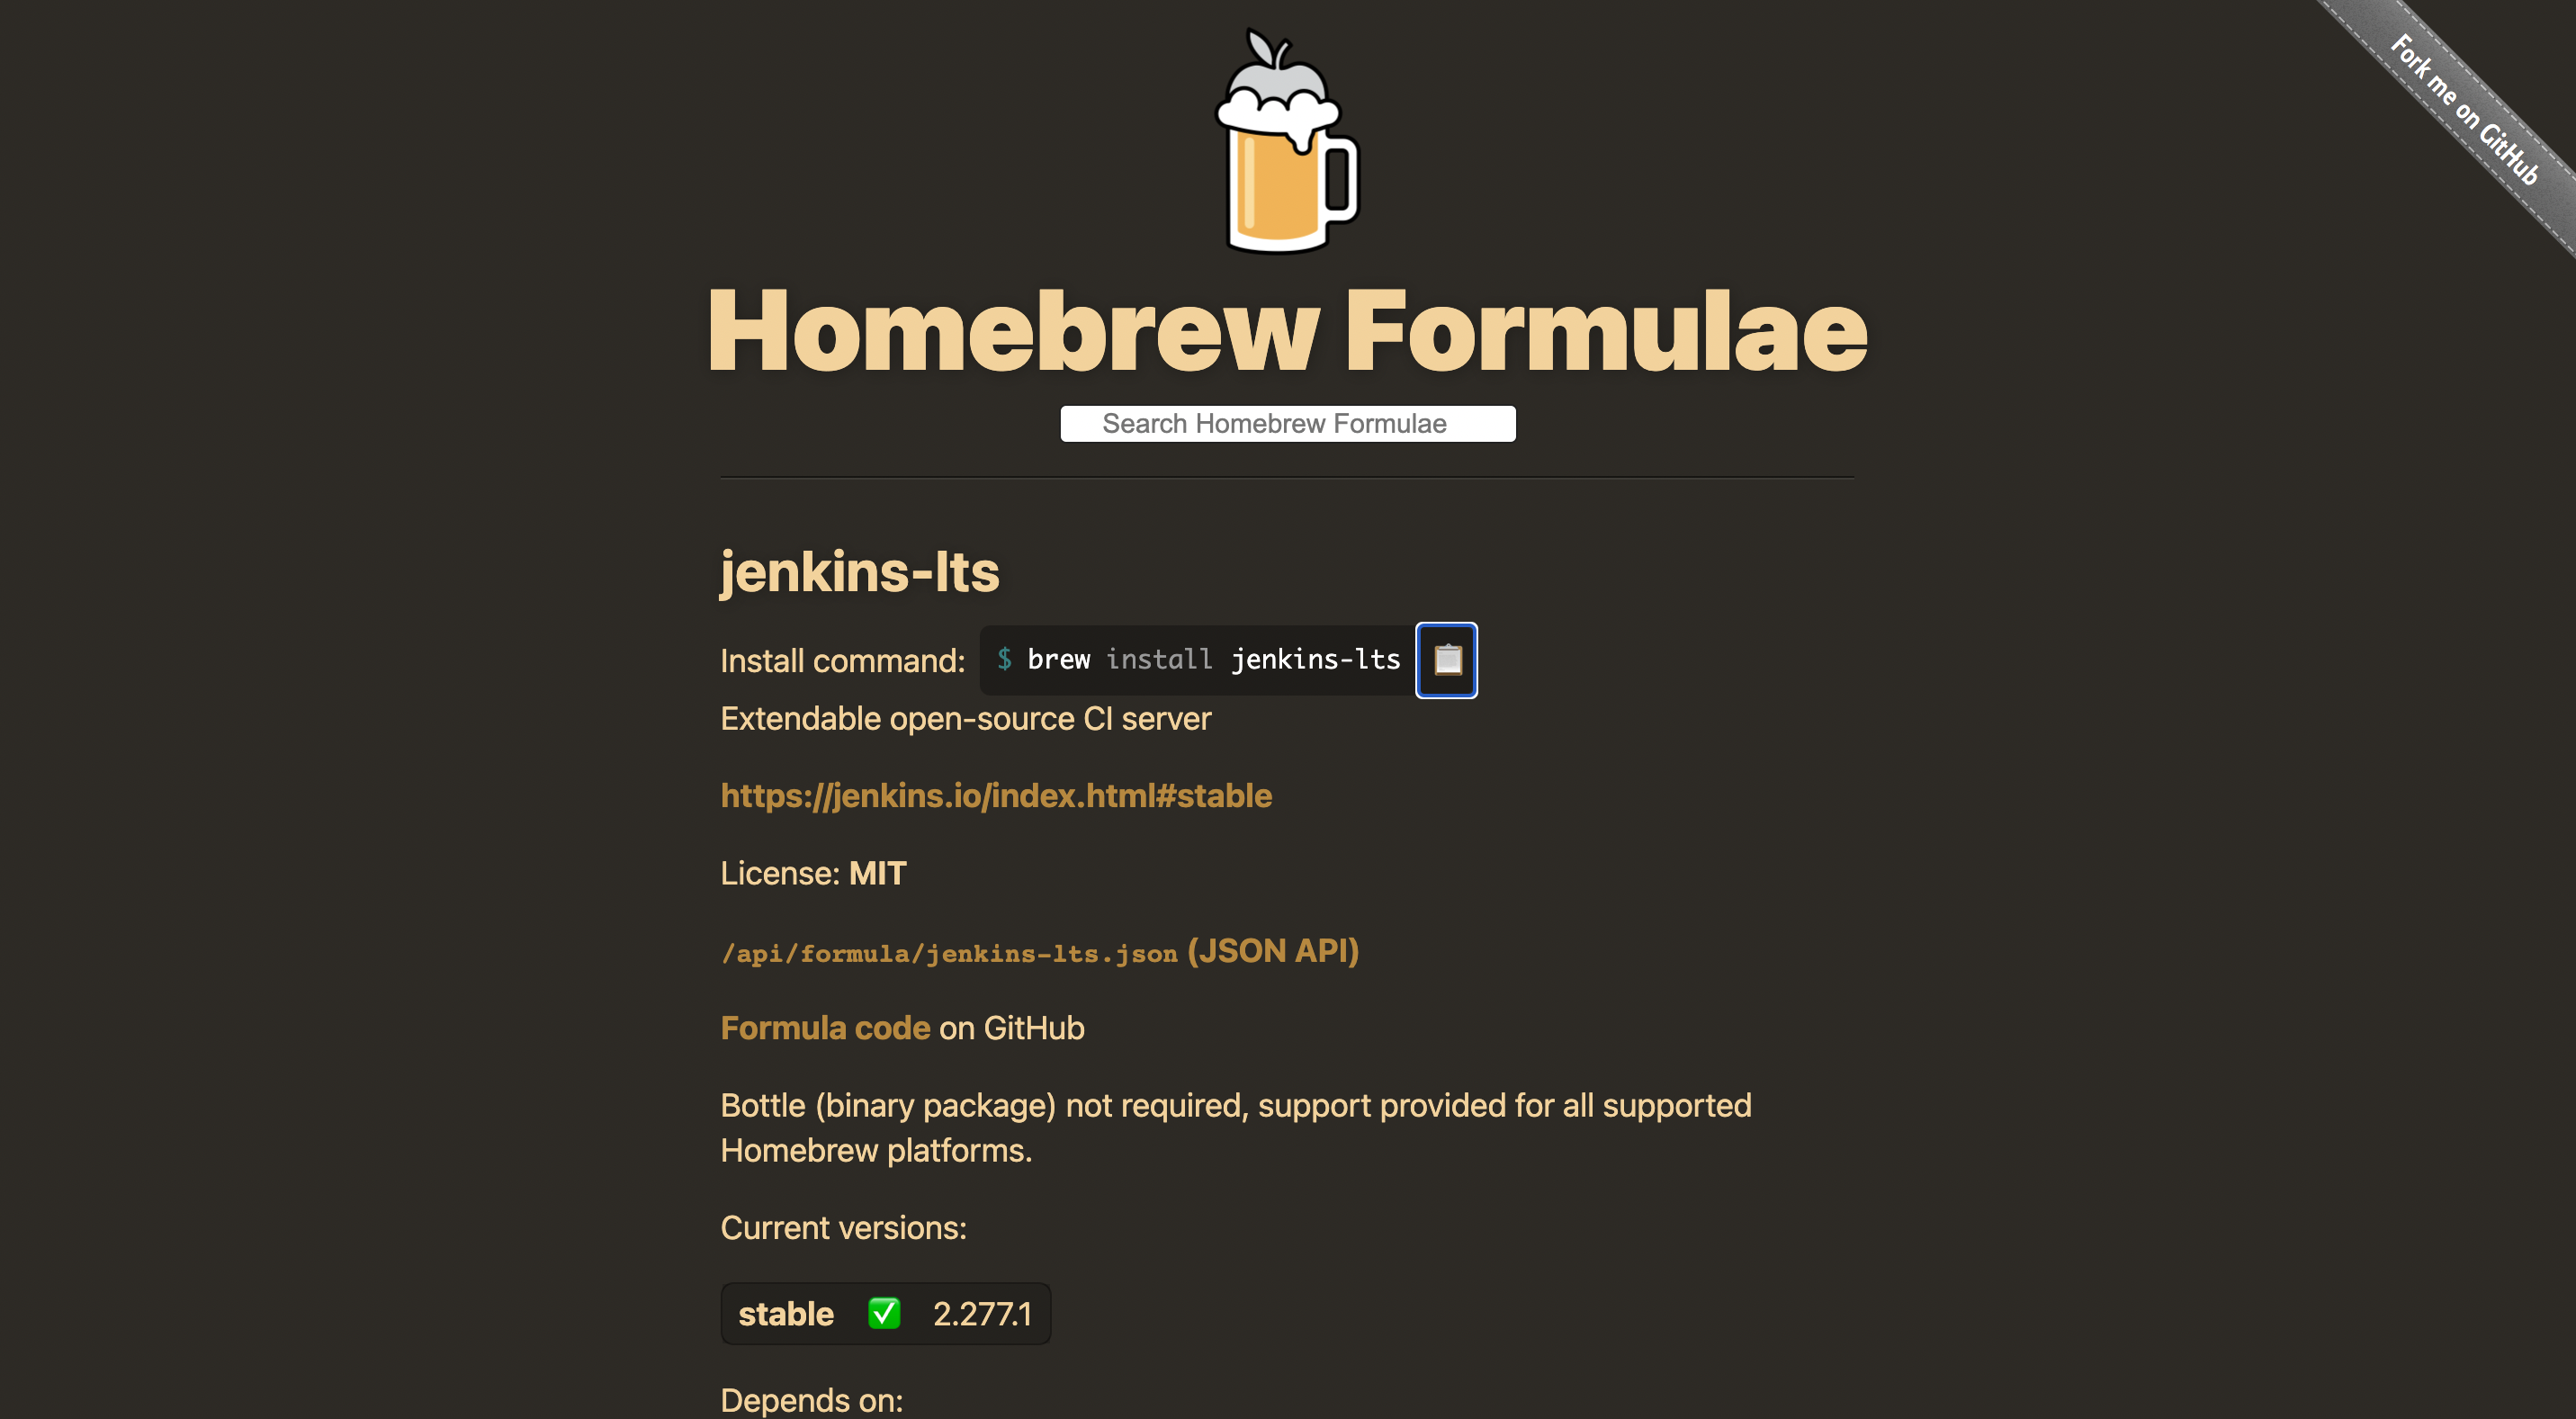 Fork me on GitHub
Homebrew Formulae
Search Homebrew Formulae
jenkins-lts
Install command: $ brew install jenkins-lts
Extendable open-source CI server
https://jenkins.io/index.html#stable
License: MIT
/api/formula/jenkins-lts.json (JSON API)
Formula code on GitHub
Bottle (binary package) not required, support provided for all supported
Homebrew platforms.
Current versions:
stable ✅ 2.277.1
Depends on: